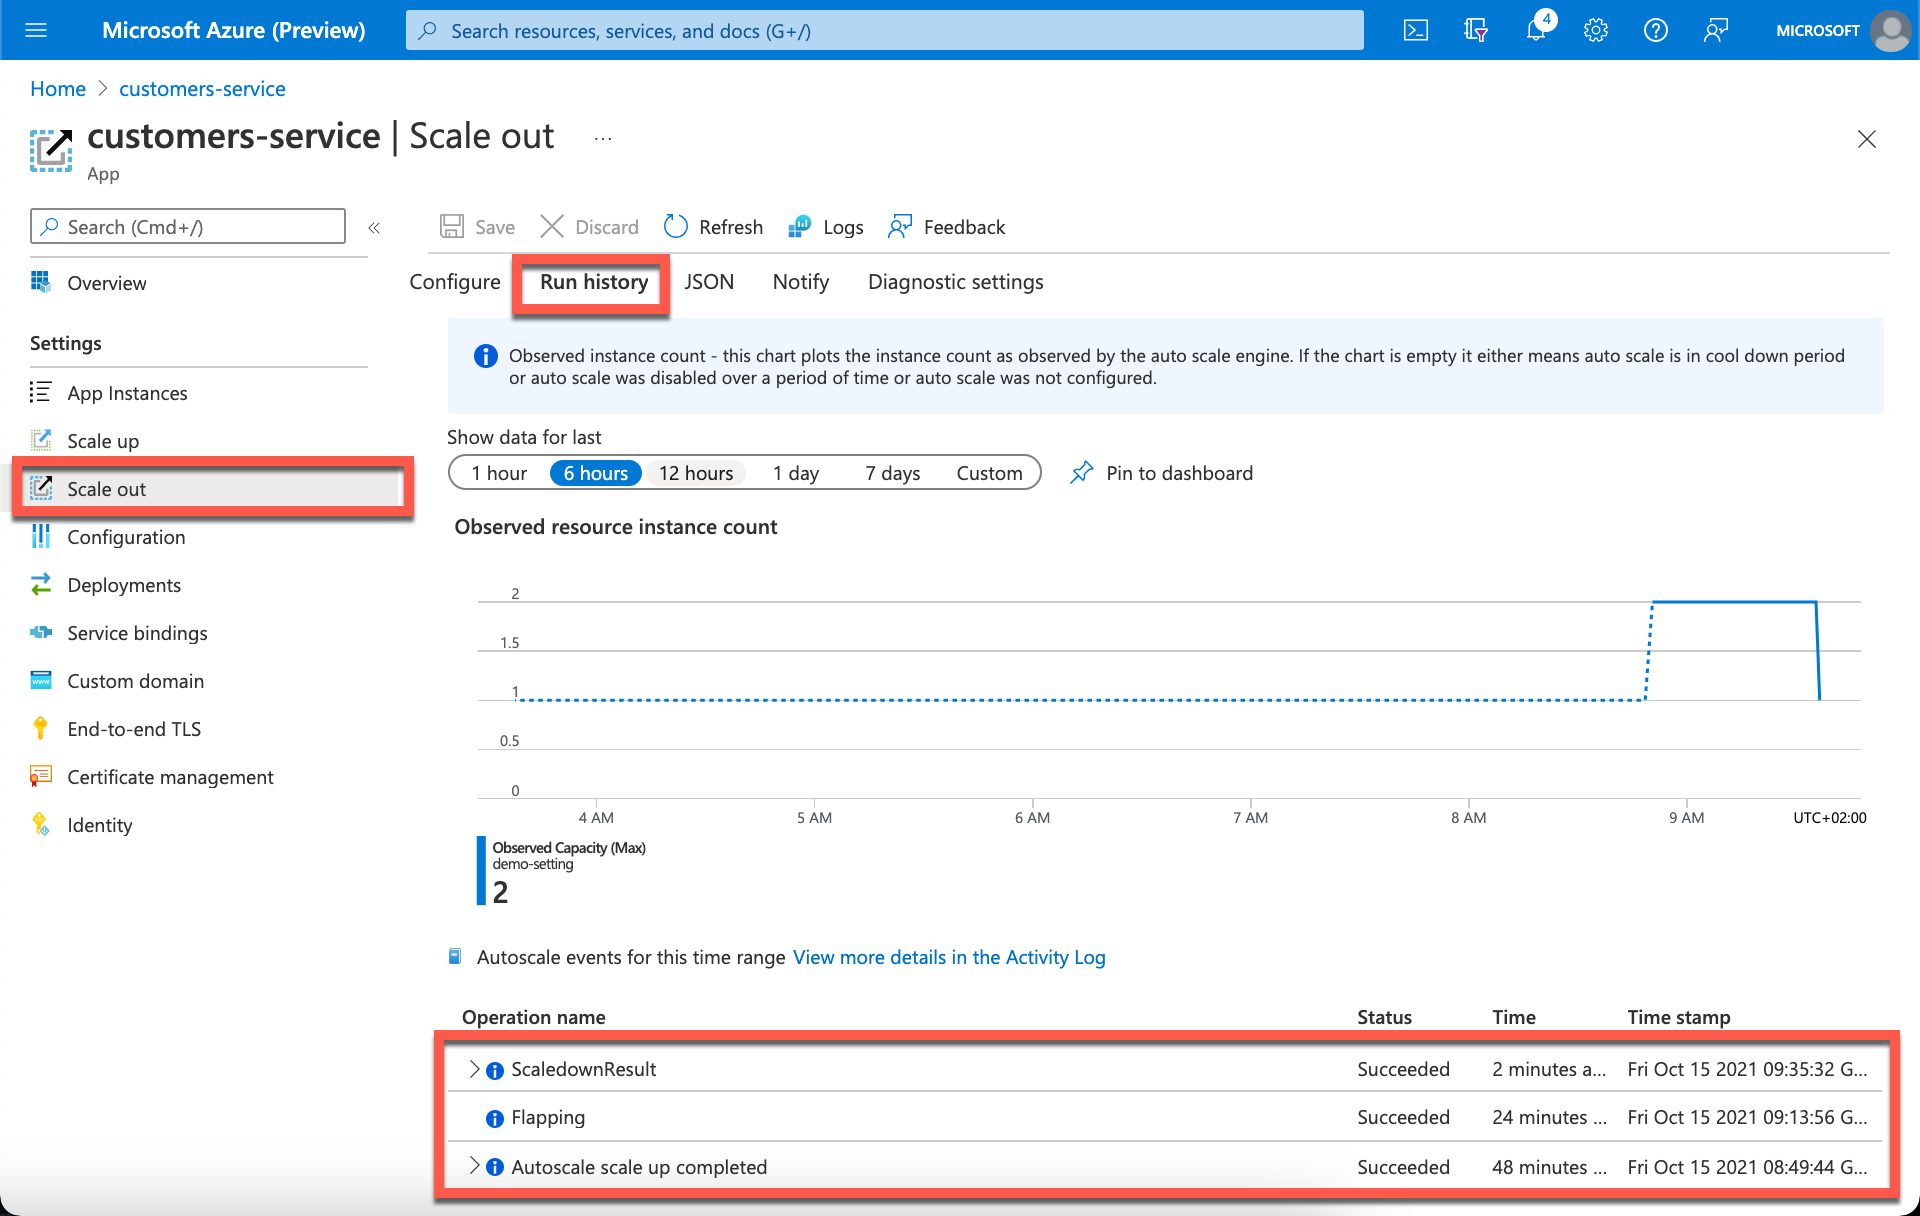 Microsoft Azure (Preview)
Search resources, services, and docs (G+/)
4
MICROSOFT
Home > customers-service
customers-service | Scale out ...
App
Search (Cmd+/)
«
Save
Discard
Refresh
Logs
Feedback
Overview
Settings
App Instances
Scale up
Scale out
Configuration
Deployments
Service bindings
Custom domain
End-to-end TLS
Certificate management
Identity
Configure
Run history
JSON
Notify
Diagnostic settings
Observed instance count - this chart plots the instance count as observed by the auto scale engine. If the chart is empty it either means auto scale is in cool down period
or auto scale was disabled over a period of time or auto scale was not configured.
Show data for last
1 hour
6 hours
12 hours
1 day
7 days
Custom
Pin to dashboard
Observed resource instance count
2
1.5
1
0.5
0
4 AM
5 AM
6 AM
7 AM
8 AM
9 AM
UTC+02:00
Observed Capacity (Max)
demo-setting
2
Autoscale events for this time range View more details in the Activity Log
Operation name Status Time Time stamp
ScaledownResult Succeeded 2 minutes a... Fri Oct 15 2021 09:35:32 G...
Flapping Succeeded 24 minutes ... Fri Oct 15 2021 09:13:56 G...
Autoscale scale up completed Succeeded 48 minutes ... Fri Oct 15 2021 08:49:44 G...